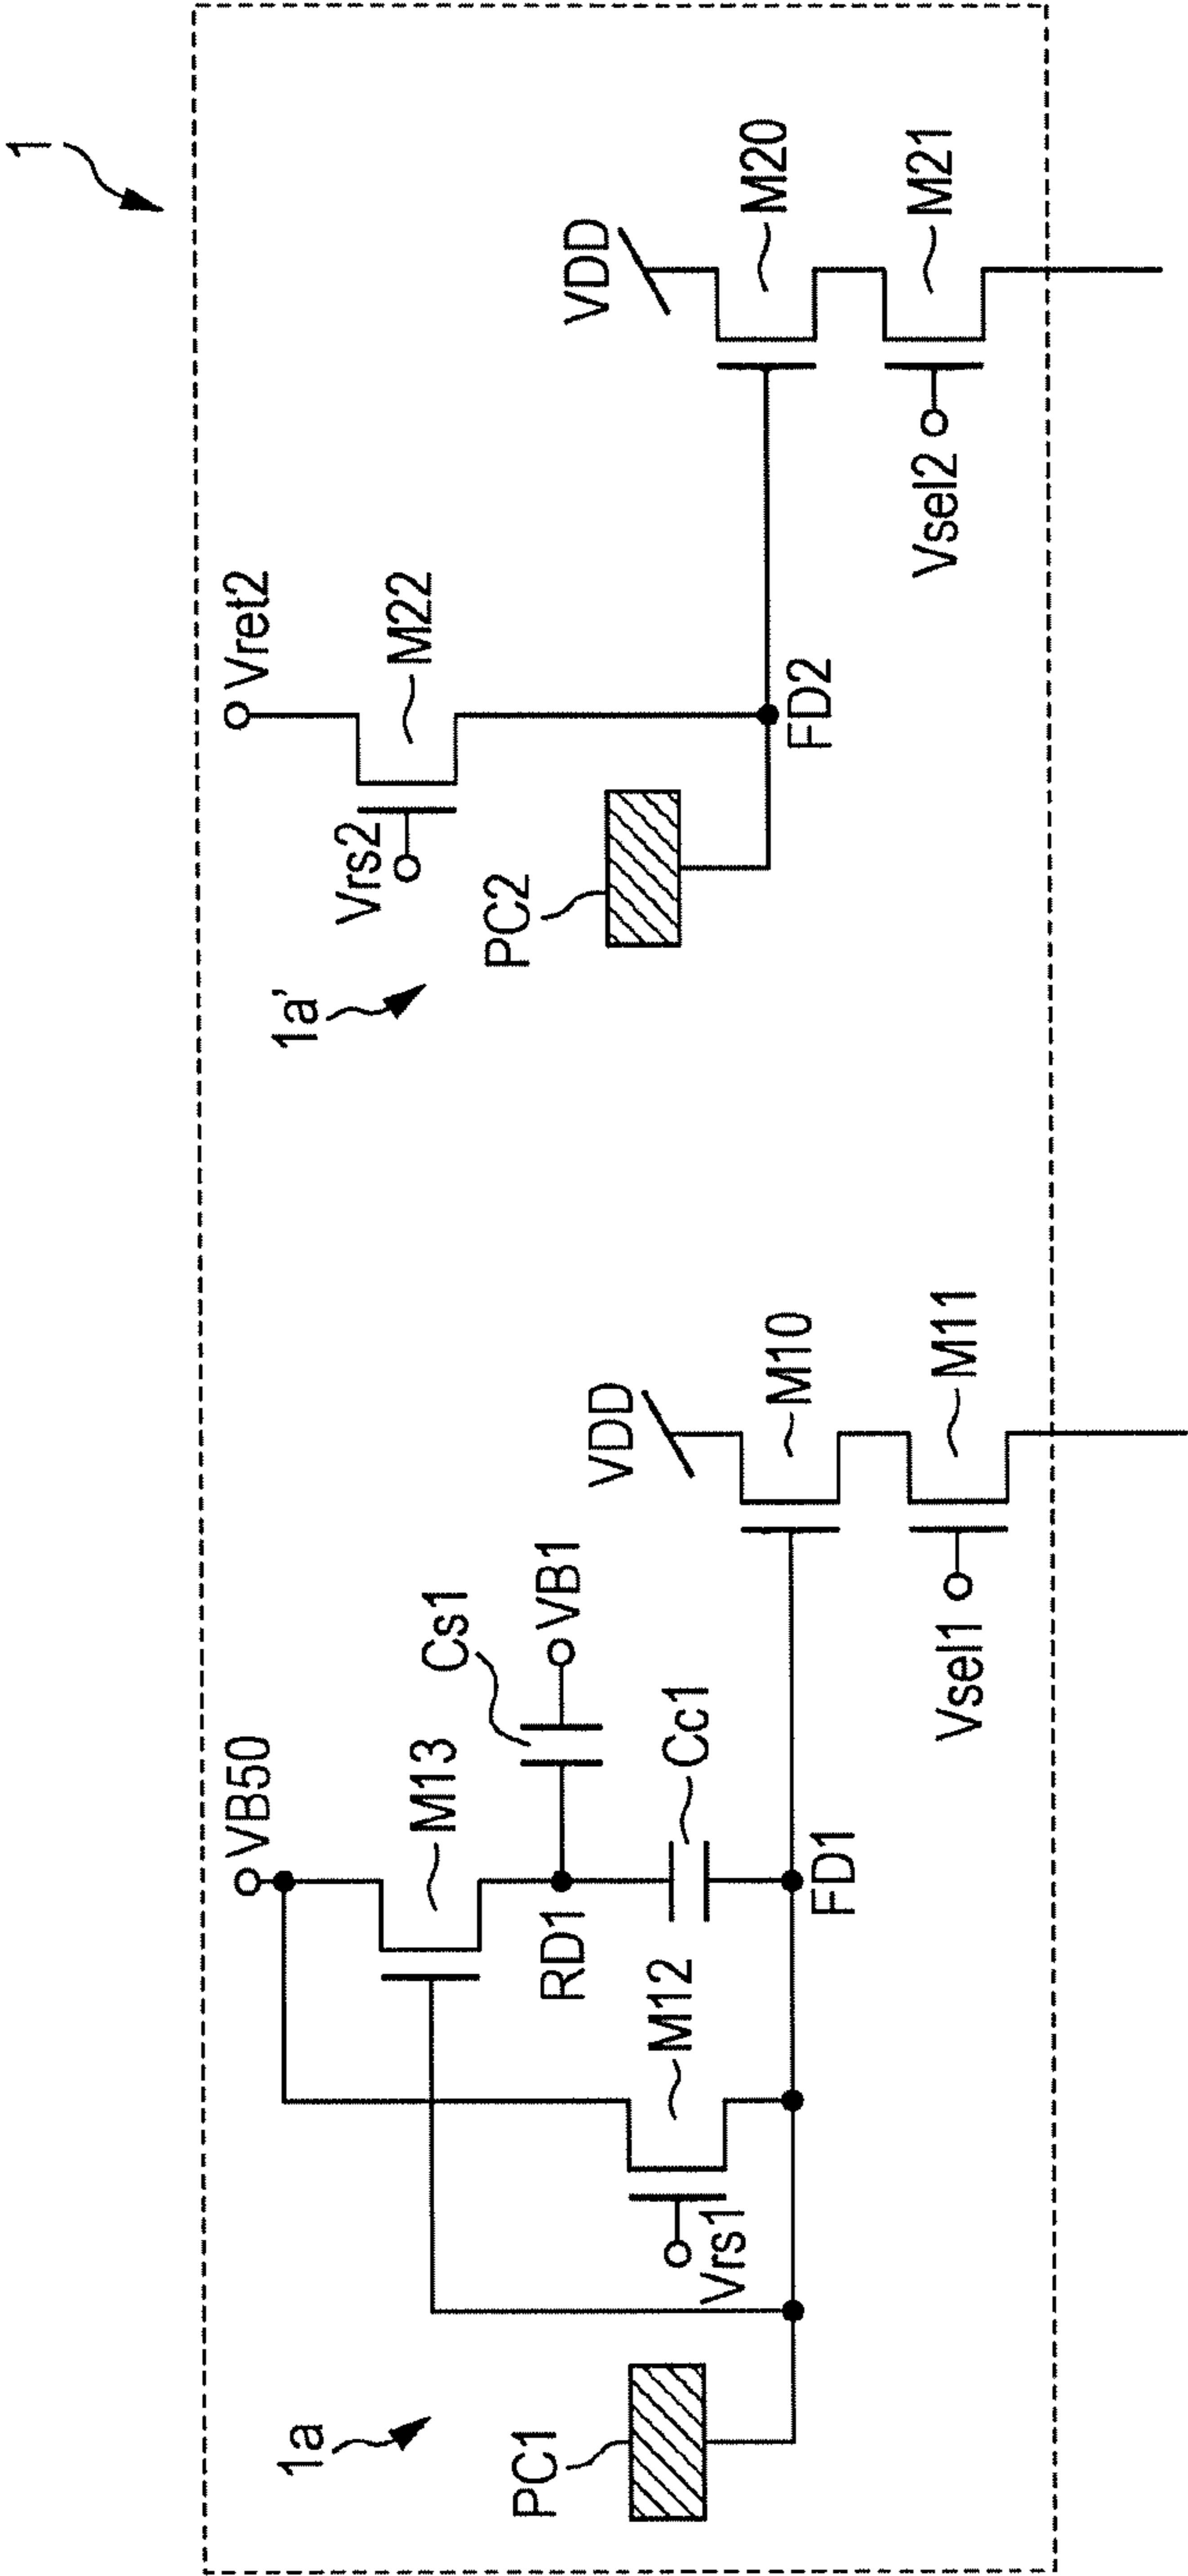 1
1a
PC1
VB50
M13
Cs1
VB1
RD1
Cc1
M12
Vrs1
FD1
VDD
M10
M11
Vsel1
1a'
PC2
Vret2
M22
Vrs2
FD2
VDD
M20
M21
Vsel2